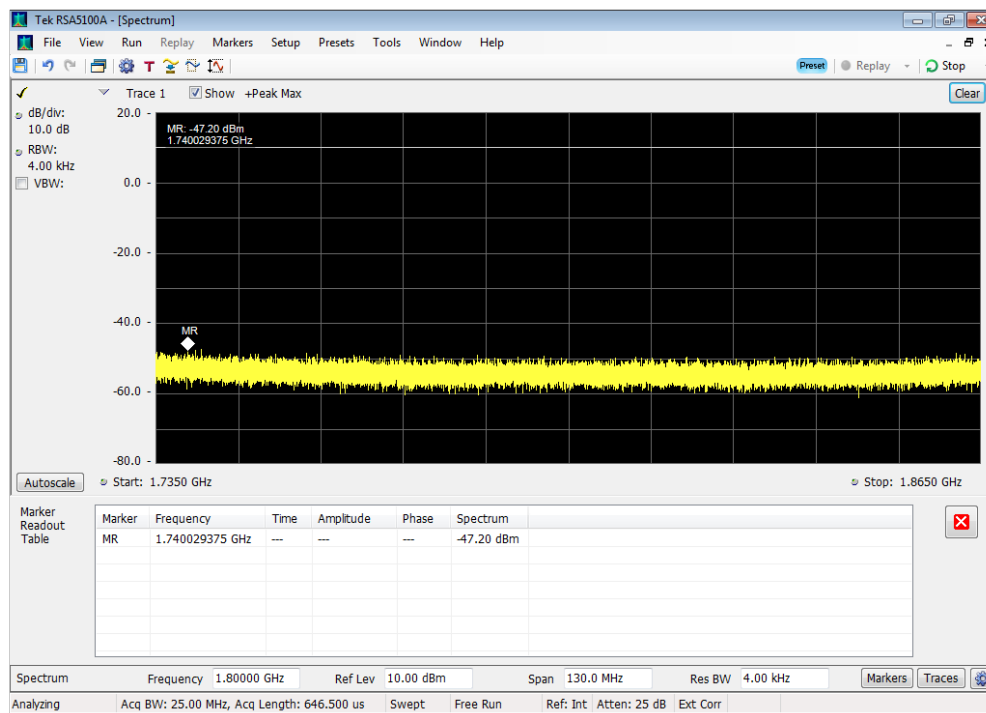 Tek RSA5100A - [Spectrum]
File View Run Replay Markers Setup Presets Tools Window Help
T Preset Replay Stop
Trace 1 Show +Peak Max Clear
dB/div:
10.0 dB
RBW:
4.00 kHz
VBW:
20.0 -
0.0 -
-20.0 -
-40.0 -
-60.0 -
-80.0 -
MR: -47.20 dBm
1.740029375 GHz
MR
Autoscale Start: 1.7350 GHz Stop: 1.8650 GHz
Marker
Readout
Table
Marker Frequency Time Amplitude Phase Spectrum
MR 1.740029375 GHz --- --- --- -47.20 dBm
Spectrum Frequency 1.80000 GHz Ref Lev 10.00 dBm Span 130.0 MHz Res BW 4.00 kHz Markers Traces
Analyzing Acq BW: 25.00 MHz, Acq Length: 646.500 us Swept Free Run Ref: Int Atten: 25 dB Ext Corr